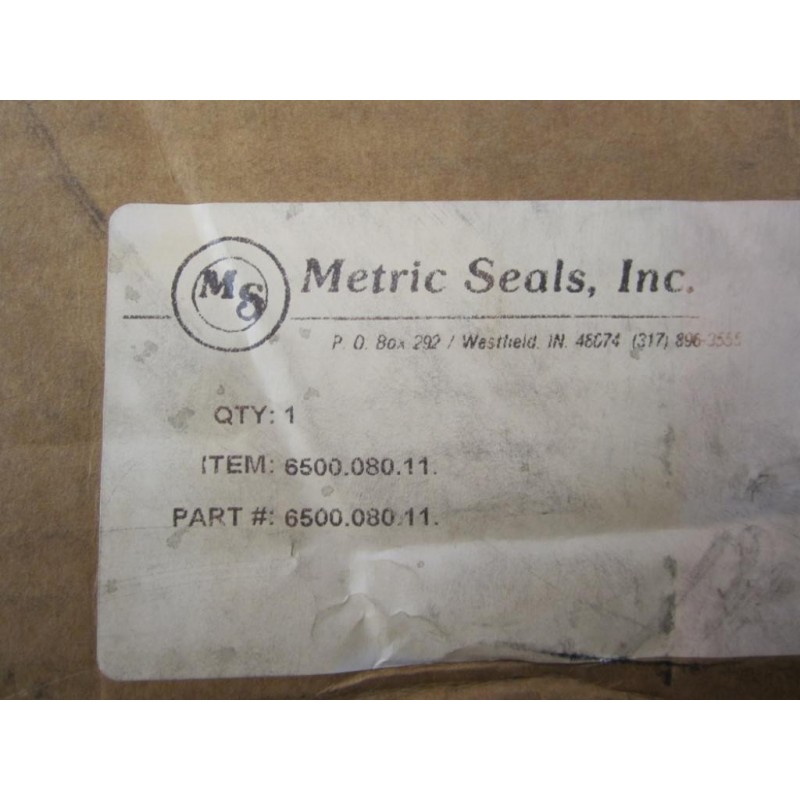 MS
Metric Seals, Inc.
P. O. Box 292 / Westfield, IN. 46074 (317) 896-3555
QTY: 1
ITEM: 6500.080.11.
PART #: 6500.080.11.